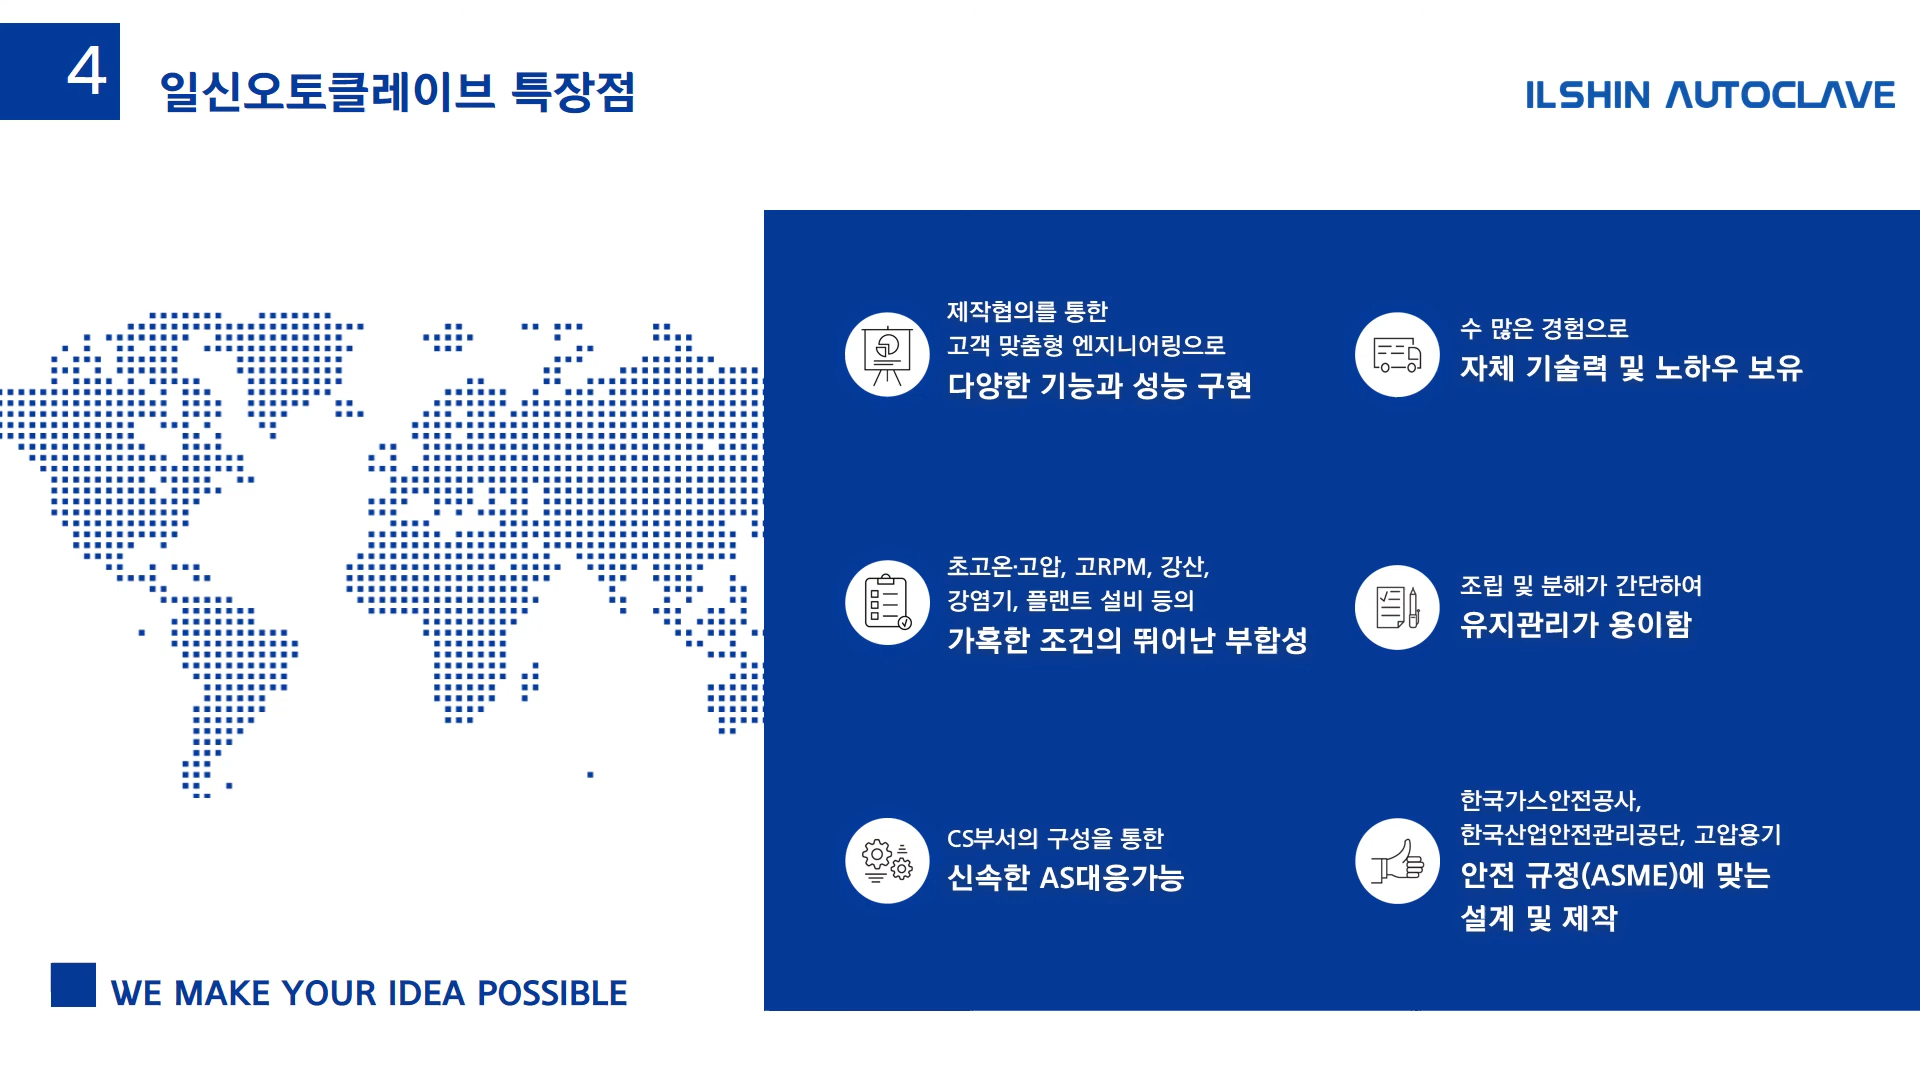 4
일신오토클레이브 특장점
ILSHIN AUTOCLAVE
제작협의를 통한
고객 맞춤형 엔지니어링으로
다양한 기능과 성능 구현
수 많은 경험으로
자체 기술력 및 노하우 보유
초고온·고압, 고RPM, 강산,
강염기, 플랜트 설비 등의
가혹한 조건의 뛰어난 부합성
조립 및 분해가 간단하여
유지관리가 용이함
CS부서의 구성을 통한
신속한 AS대응가능
한국가스안전공사,
한국산업안전관리공단, 고압용기
안전 규정(ASME)에 맞는
설계 및 제작
WE MAKE YOUR IDEA POSSIBLE